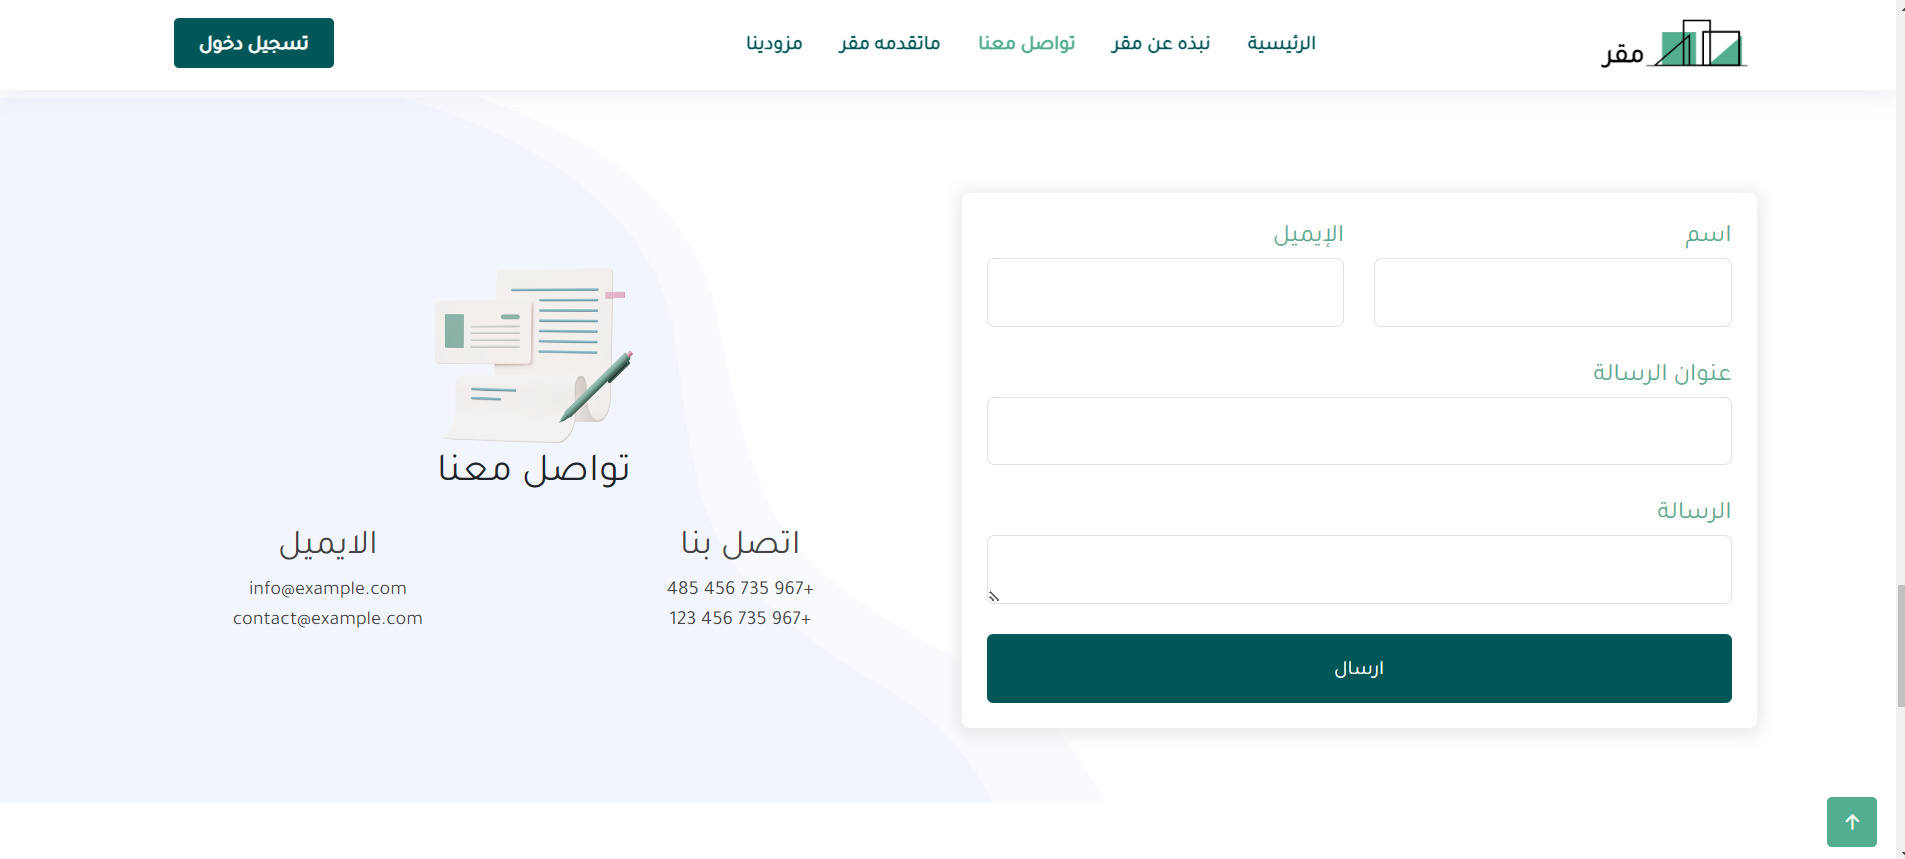 مقر
الرئيسية
نبذه عن مقر
تواصل معنا
ماتقدمه مقر
مزودينا
تسجيل دخول
اسم
الإيميل
عنوان الرسالة
الرسالة
ارسال
تواصل معنا
اتصل بنا
+967 735 456 485
+967 735 456 123
الايميل
info@example.com
contact@example.com